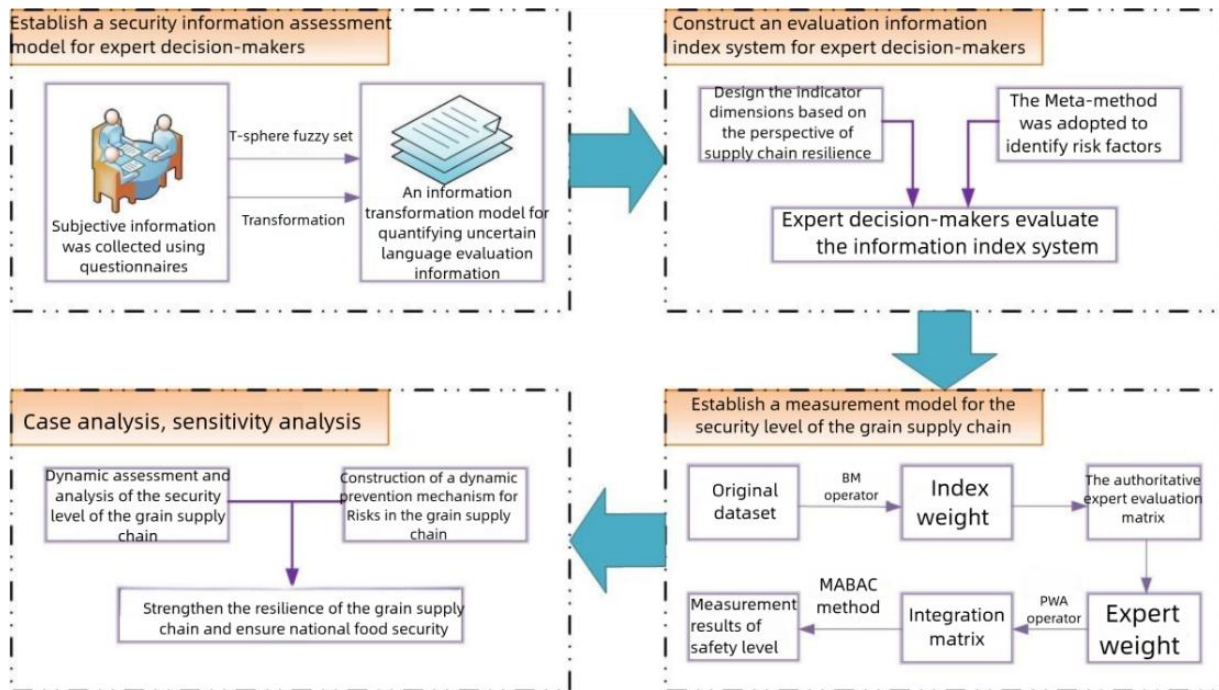 Establish a security information assessment
model for expert decision-makers
T-sphere fuzzy set
Transformation
Subjective information
was collected using
questionnaires
An information
transformation model for
quantifying uncertain
language evaluation
information
Construct an evaluation information
index system for expert decision-makers
Design the indicator
dimensions based on
the perspective of
supply chain resilience
The Meta-method
was adopted to
identify risk factors
Expert decision-makers evaluate
the information index system
Establish a measurement model for the
security level of the grain supply chain
Original
dataset
BM
operator
Index
weight
The authoritative
expert evaluation
matrix
Expert
weight
PWA
operator
Integration
matrix
MABAC
method
Measurement
results of
safety level
Case analysis, sensitivity analysis
Dynamic assessment and
analysis of the security
level of the grain supply
chain
Construction of a dynamic
prevention mechanism for
Risks in the grain supply
chain
Strengthen the resilience of the grain supply
chain and ensure national food security